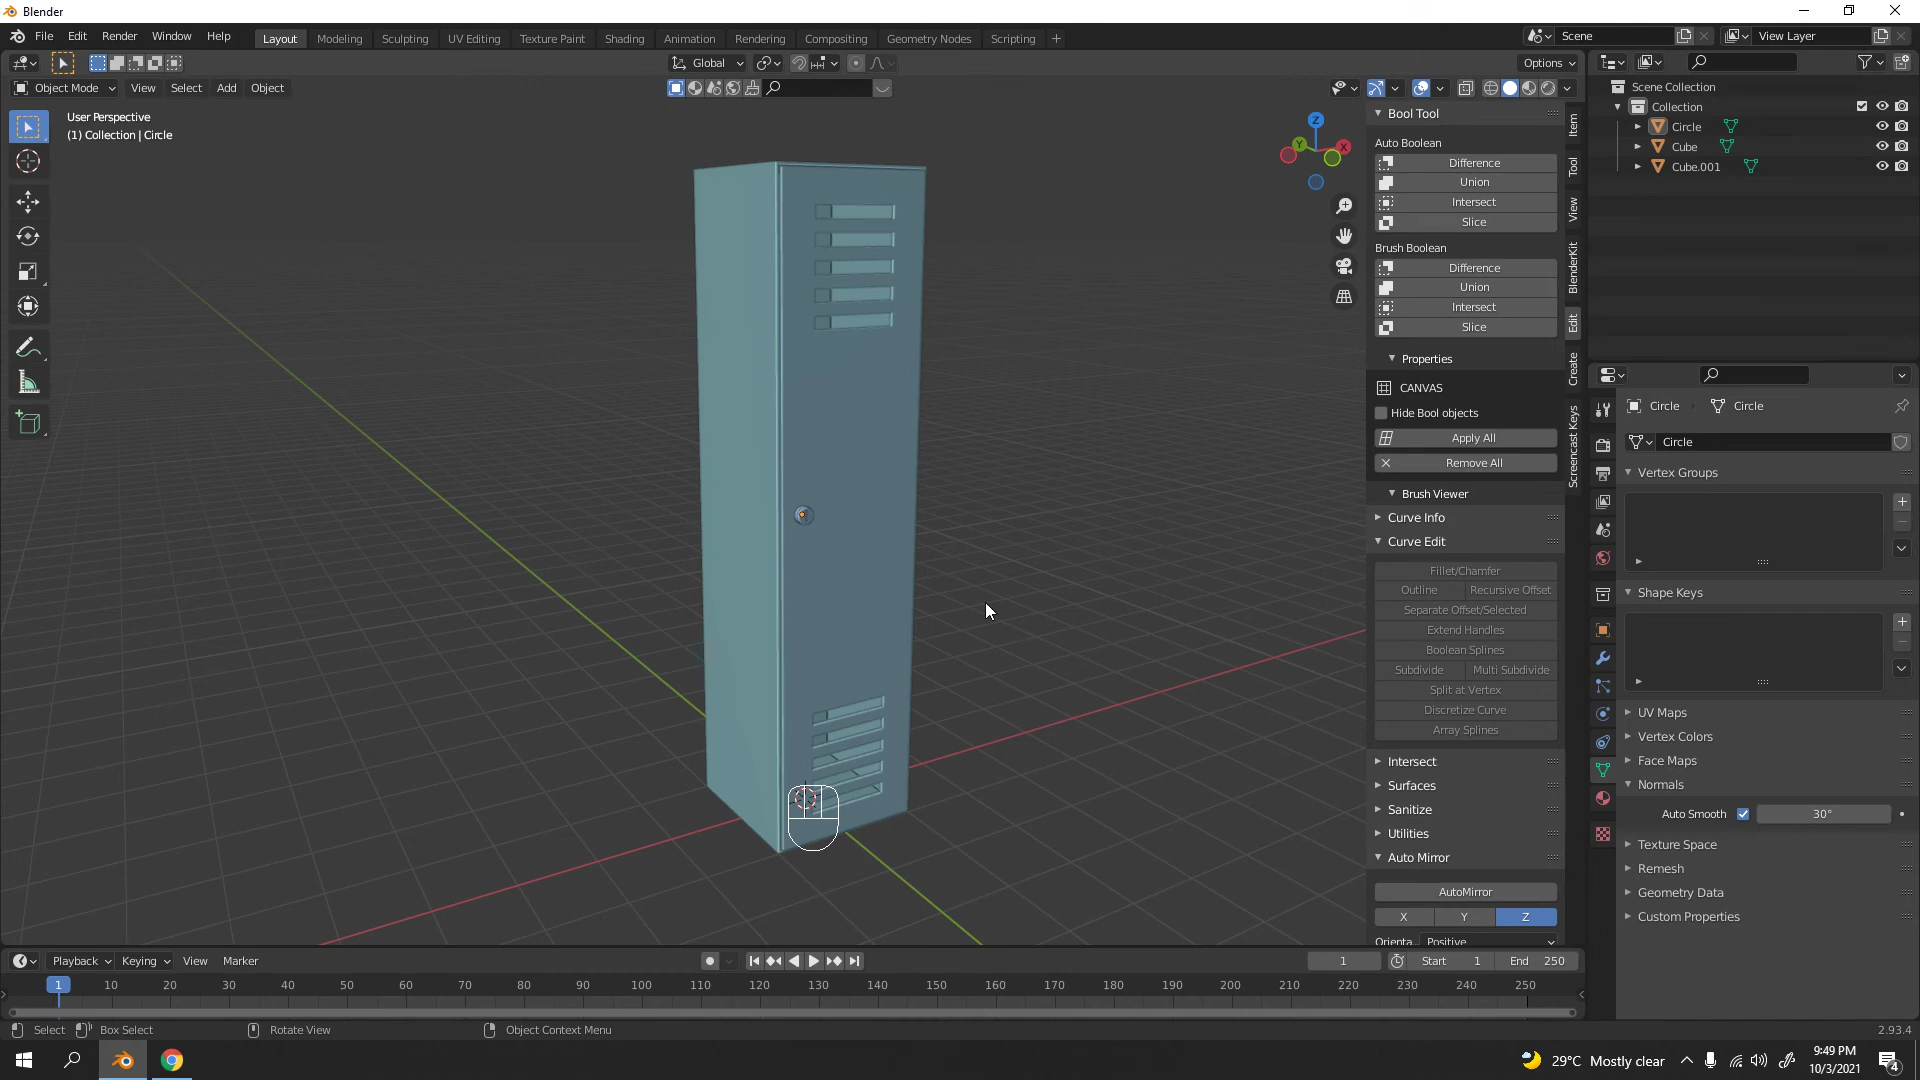 Blender
File Edit Render Window Help
Layout Modeling Sculpting UV Editing Texture Paint Shading Animation Rendering Compositing Geometry Nodes Scripting +
Scene
View Layer
Global
Options
Object Mode View Select Add Object
User Perspective
(1) Collection | Circle
Z
Y
X
Bool Tool
Auto Boolean
Difference
Union
Intersect
Slice
Brush Boolean
Difference
Union
Intersect
Slice
Properties
CANVAS
Hide Bool objects
Apply All
Remove All
Brush Viewer
Curve Info
Curve Edit
Fillet/Chamfer
Outline Recursive Offset
Separate Offset/Selected
Extend Handles
Boolean Splines
Subdivide Multi Subdivide
Split at Vertex
Discretize Curve
Array Splines
Intersect
Surfaces
Sanitize
Utilities
Auto Mirror
AutoMirror
X Y Z
Orienta.. Positive
Item
Tool
View
BlenderKit
Edit
Create
Screencast Keys
Scene Collection
Collection
Circle
Cube
Cube.001
Circle Circle
Circle
Vertex Groups
Shape Keys
UV Maps
Vertex Colors
Face Maps
Normals
Auto Smooth 30°
Texture Space
Remesh
Geometry Data
Custom Properties
Playback Keying View Marker
1 Start 1 End 250
1 10 20 30 40 50 60 70 80 90 100 110 120 130 140 150 160 170 180 190 200 210 220 230 240 250
Select Box Select Rotate View Object Context Menu 2.93.4
29°C Mostly clear
9:49 PM
10/3/2021
4